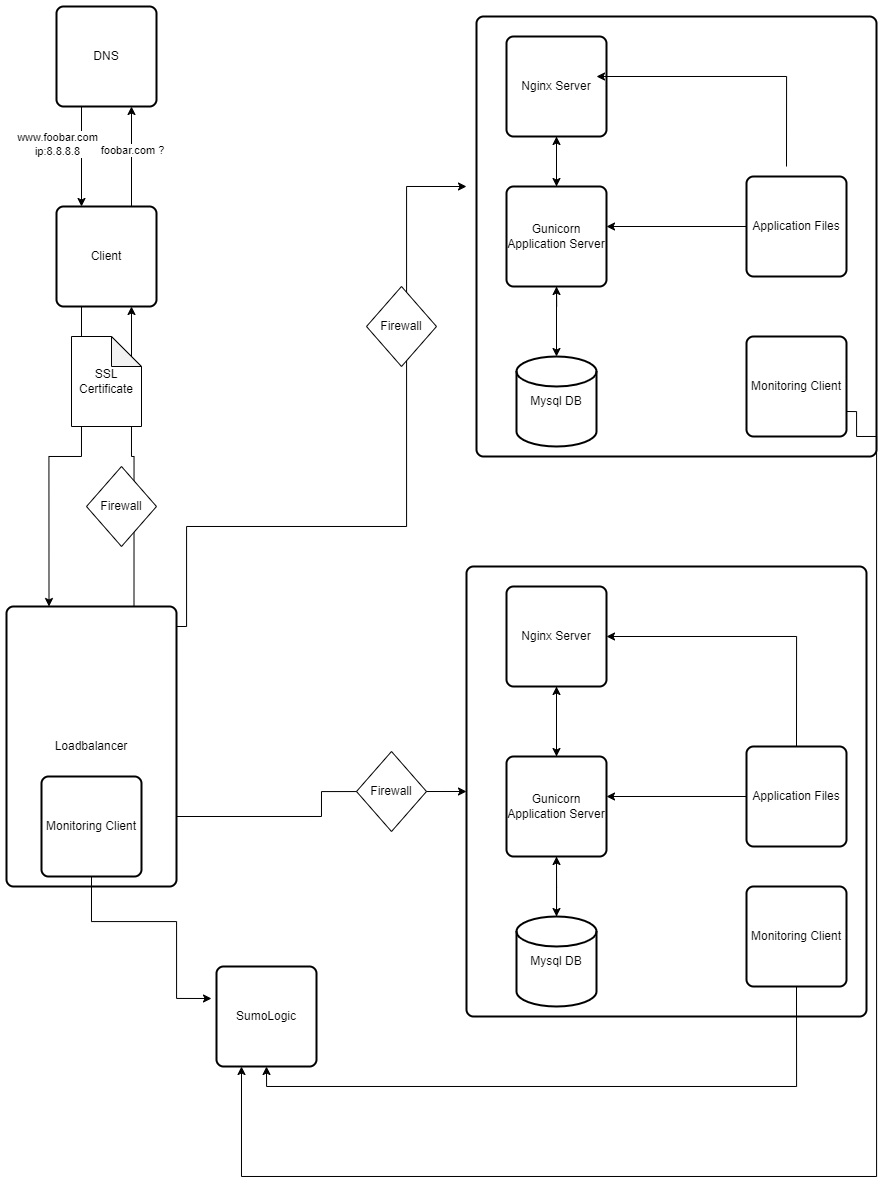 DNS
www.foobar.com
ip:8.8.8.8
foobar.com ?
Client
SSL
Certificate
Firewall
Loadbalancer
Monitoring Client
SumoLogic
Firewall
Firewall
Nginx Server
Gunicorn
Application Server
Mysql DB
Application Files
Monitoring Client
Nginx Server
Gunicorn
Application Server
Mysql DB
Application Files
Monitoring Client